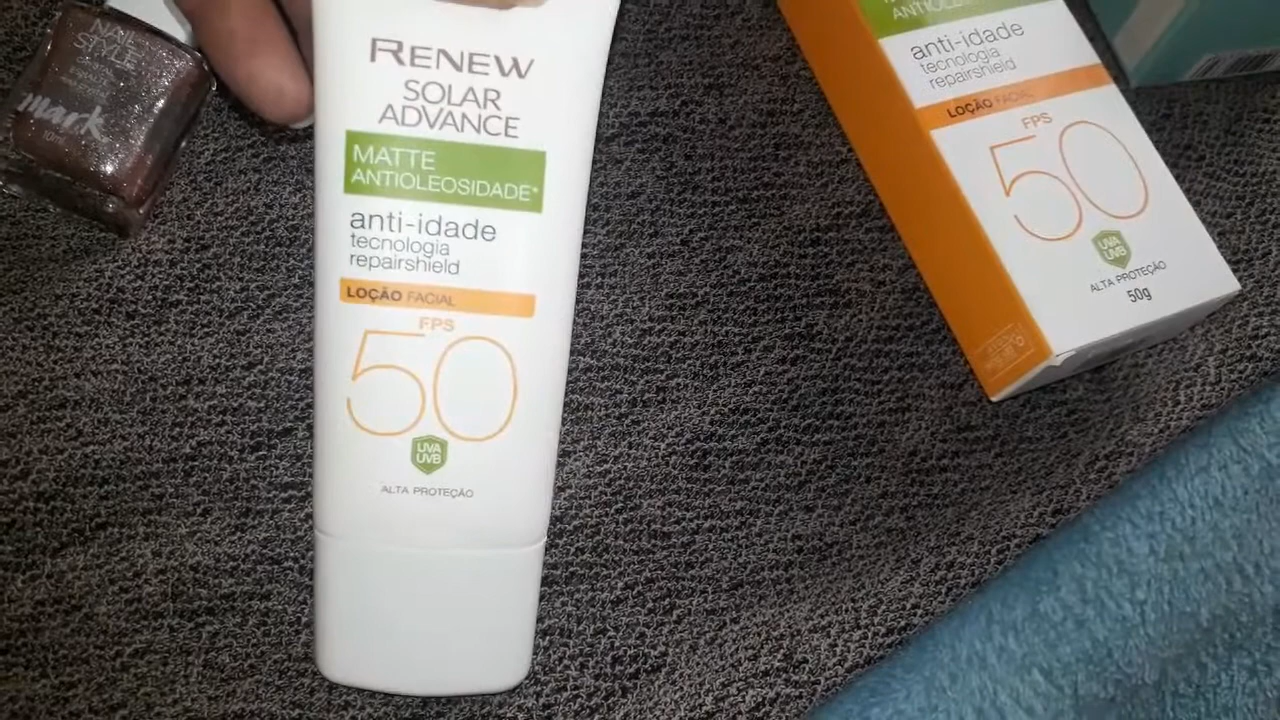 NAIL
STYLE
mark
RENEW
SOLAR
ADVANCE
MATTE
ANTIOLEOSIDADE*
anti-idade
tecnologia
repairshield
LOÇÃO FACIAL
FPS
50
UVA
UVB
ALTA PROTEÇÃO
anti-idade
tecnologia
repairshield
LOÇÃO FACIAL
FPS
50
UVA
UVB
ALTA PROTEÇÃO
50g